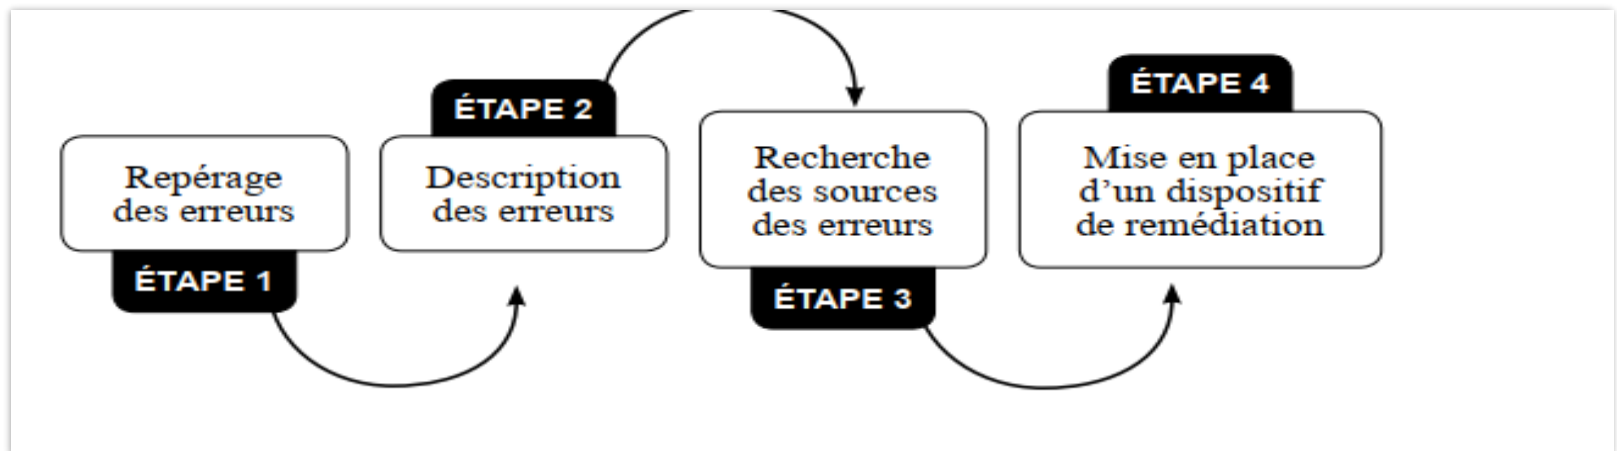 Repérage
des erreurs
ÉTAPE 1
ÉTAPE 2
Description
des erreurs
Recherche
des sources
des erreurs
ÉTAPE 3
ÉTAPE 4
Mise en place
d’un dispositif
de remédiation